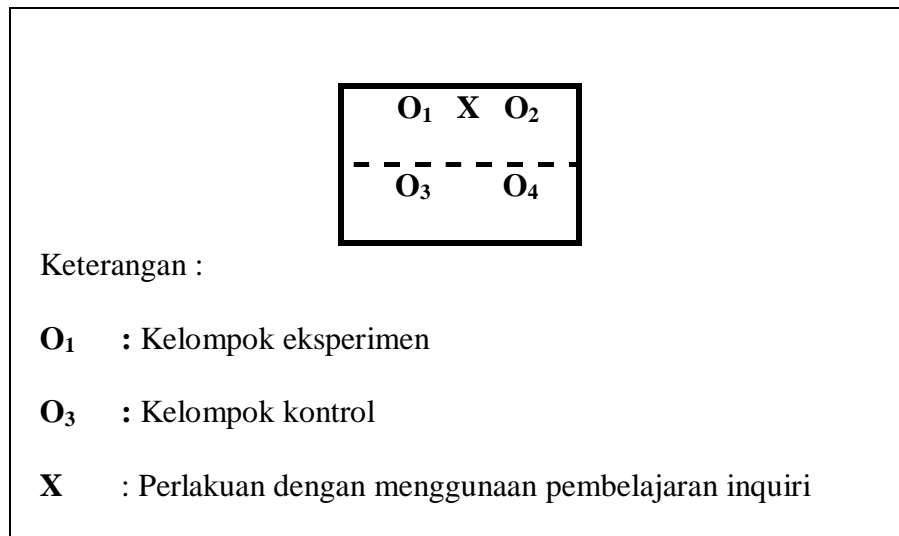 O₁ X O₂
O₃ O₄
Keterangan :
O₁ : Kelompok eksperimen
O₃ : Kelompok kontrol
X : Perlakuan dengan menggunaan pembelajaran inquiri